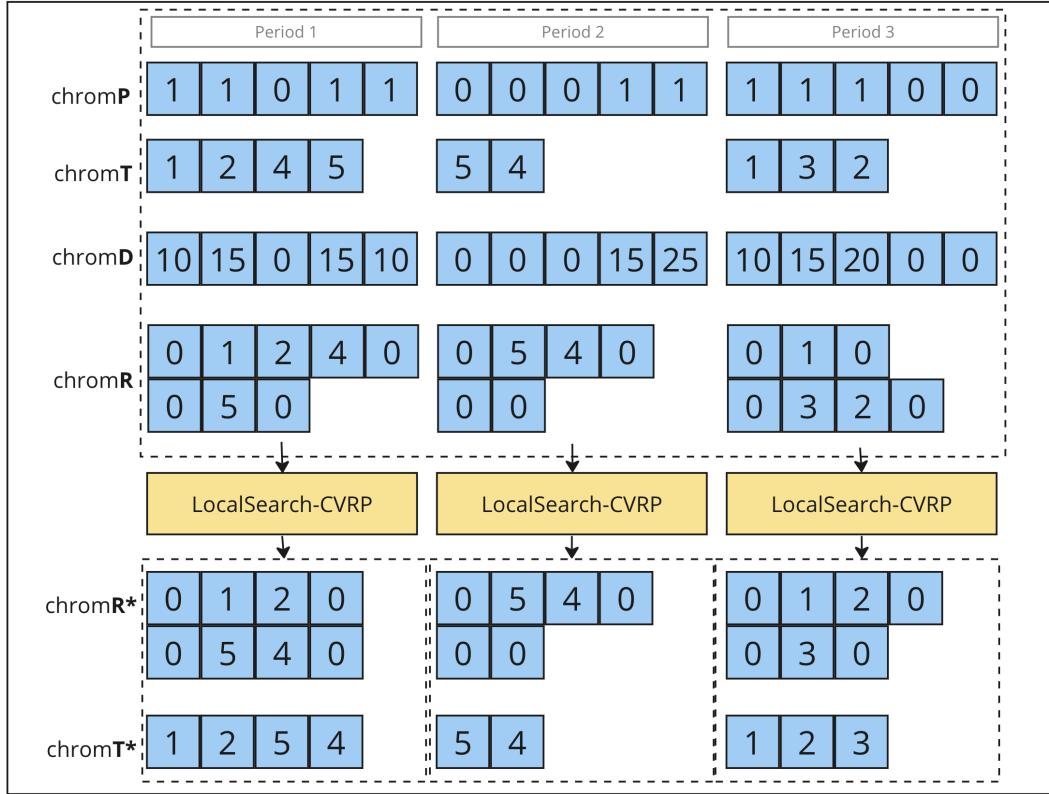 Period 1 Period 2 Period 3
chromP 1 1 0 1 1 0 0 0 1 1 1 1 1 0 0
chromT 1 2 4 5 5 4 1 3 2
chromD 10 15 0 15 10 0 0 0 15 25 10 15 20 0 0
chromR
0 1 2 4 0 0 5 4 0 0 1 0
0 5 0 0 0 0 3 2 0
LocalSearch-CVRP LocalSearch-CVRP LocalSearch-CVRP
chromR*
0 1 2 0 0 5 4 0 0 1 2 0
0 5 4 0 0 0 0 3 0
chromT* 1 2 5 4 5 4 1 2 3